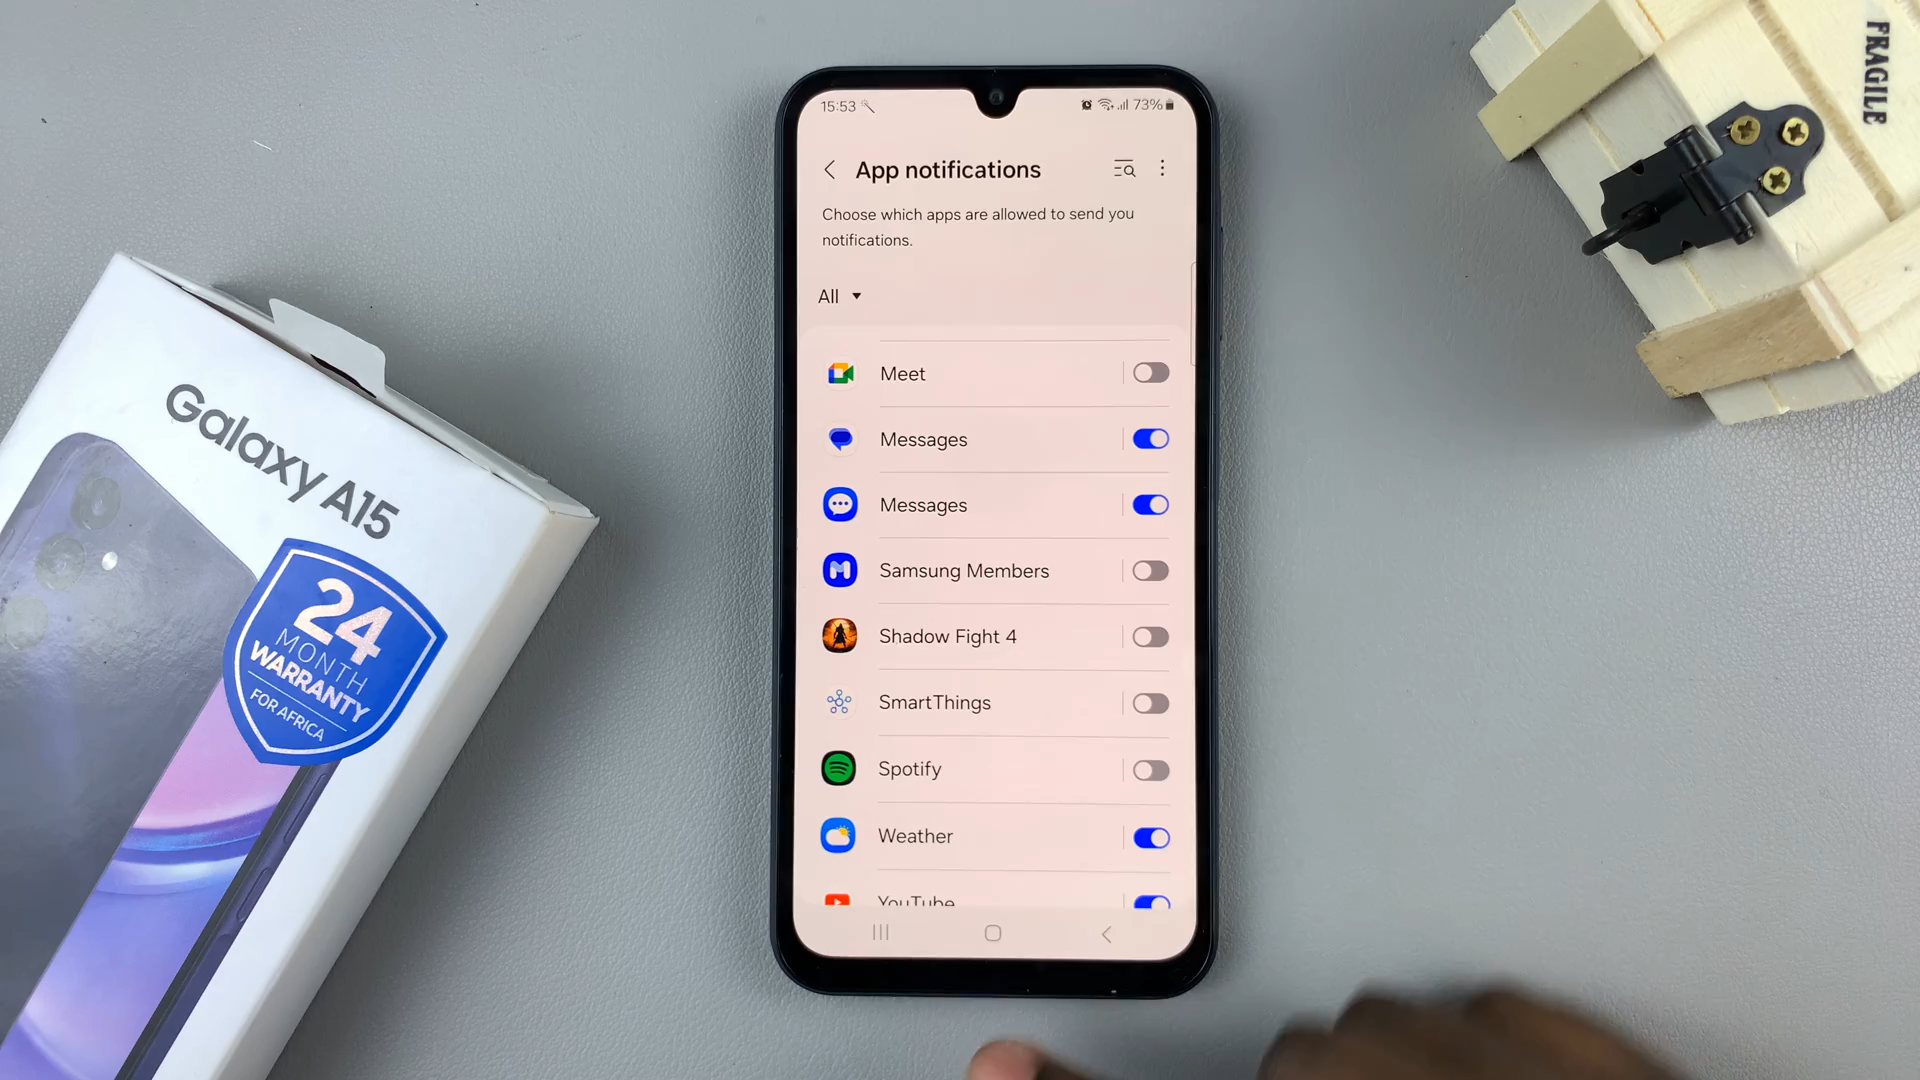 15:53
73%
App notifications
Choose which apps are allowed to send you
notifications.
All
Meet
Messages
Messages
Samsung Members
Shadow Fight 4
SmartThings
Spotify
Weather
YouTube
Galaxy A15
24
MONTH
WARRANTY
FOR AFRICA
FRAGILE